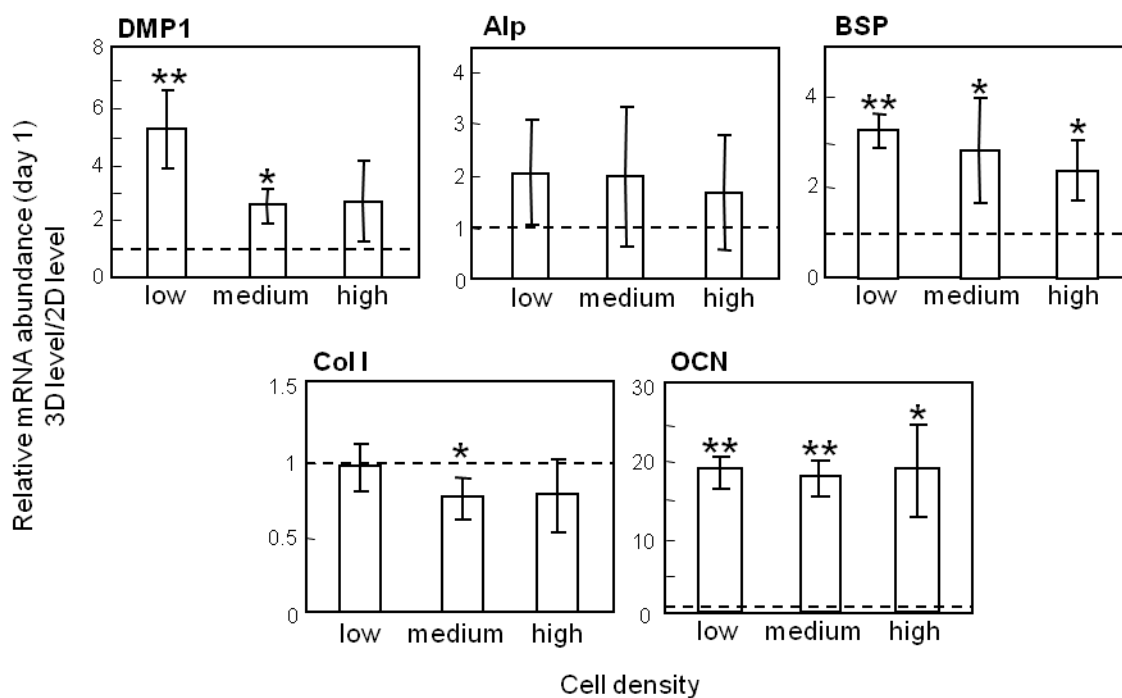 DMP1
8
6
4
2
0
**
*
low medium high
Alp
4
3
2
1
0
low medium high
BSP
4
2
0
**
*
*
low medium high
Relative mRNA abundance (day 1)
3D level/2D level
Col I
1.5
1
0.5
0
*
low medium high
OCN
30
20
10
0
**
**
*
low medium high
Cell density